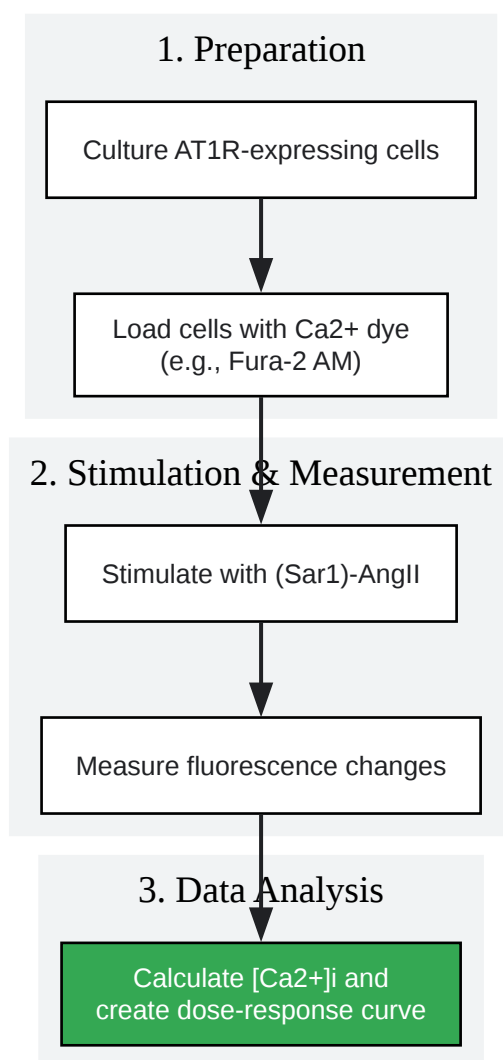 1. Preparation
Culture AT1R-expressing cells
Load cells with Ca2+ dye
(e.g., Fura-2 AM)
2. Stimulation & Measurement
Stimulate with (Sar1)-AngII
Measure fluorescence changes
3. Data Analysis
Calculate [Ca2+]i and
create dose-response curve